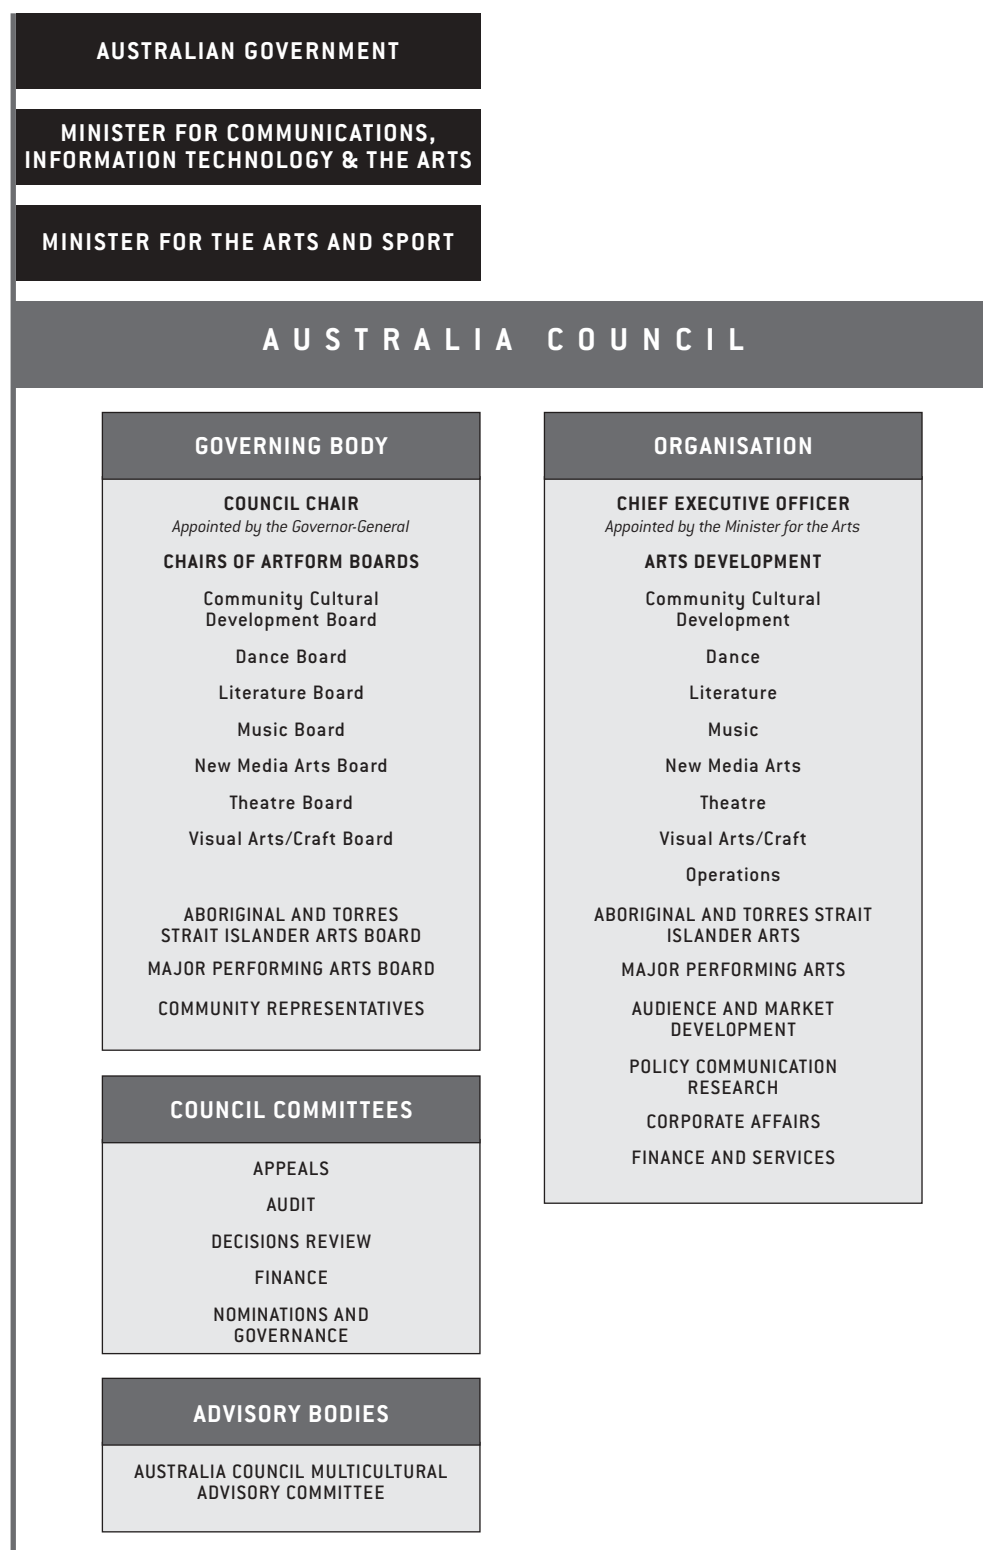 AUSTRALIAN GOVERNMENT
MINISTER FOR COMMUNICATIONS,
INFORMATION TECHNOLOGY & THE ARTS
MINISTER FOR THE ARTS AND SPORT
AUSTRALIA COUNCIL
GOVERNING BODY
COUNCIL CHAIR
Appointed by the Governor-General
CHAIRS OF ARTFORM BOARDS
Community Cultural
Development Board
Dance Board
Literature Board
Music Board
New Media Arts Board
Theatre Board
Visual Arts/Craft Board
ABORIGINAL AND TORRES
STRAIT ISLANDER ARTS BOARD
MAJOR PERFORMING ARTS BOARD
COMMUNITY REPRESENTATIVES
COUNCIL COMMITTEES
APPEALS
AUDIT
DECISIONS REVIEW
FINANCE
NOMINATIONS AND
GOVERNANCE
ADVISORY BODIES
AUSTRALIA COUNCIL MULTICULTURAL
ADVISORY COMMITTEE
ORGANISATION
CHIEF EXECUTIVE OFFICER
Appointed by the Minister for the Arts
ARTS DEVELOPMENT
Community Cultural
Development
Dance
Literature
Music
New Media Arts
Theatre
Visual Arts/Craft
Operations
ABORIGINAL AND TORRES STRAIT
ISLANDER ARTS
MAJOR PERFORMING ARTS
AUDIENCE AND MARKET
DEVELOPMENT
POLICY COMMUNICATION
RESEARCH
CORPORATE AFFAIRS
FINANCE AND SERVICES